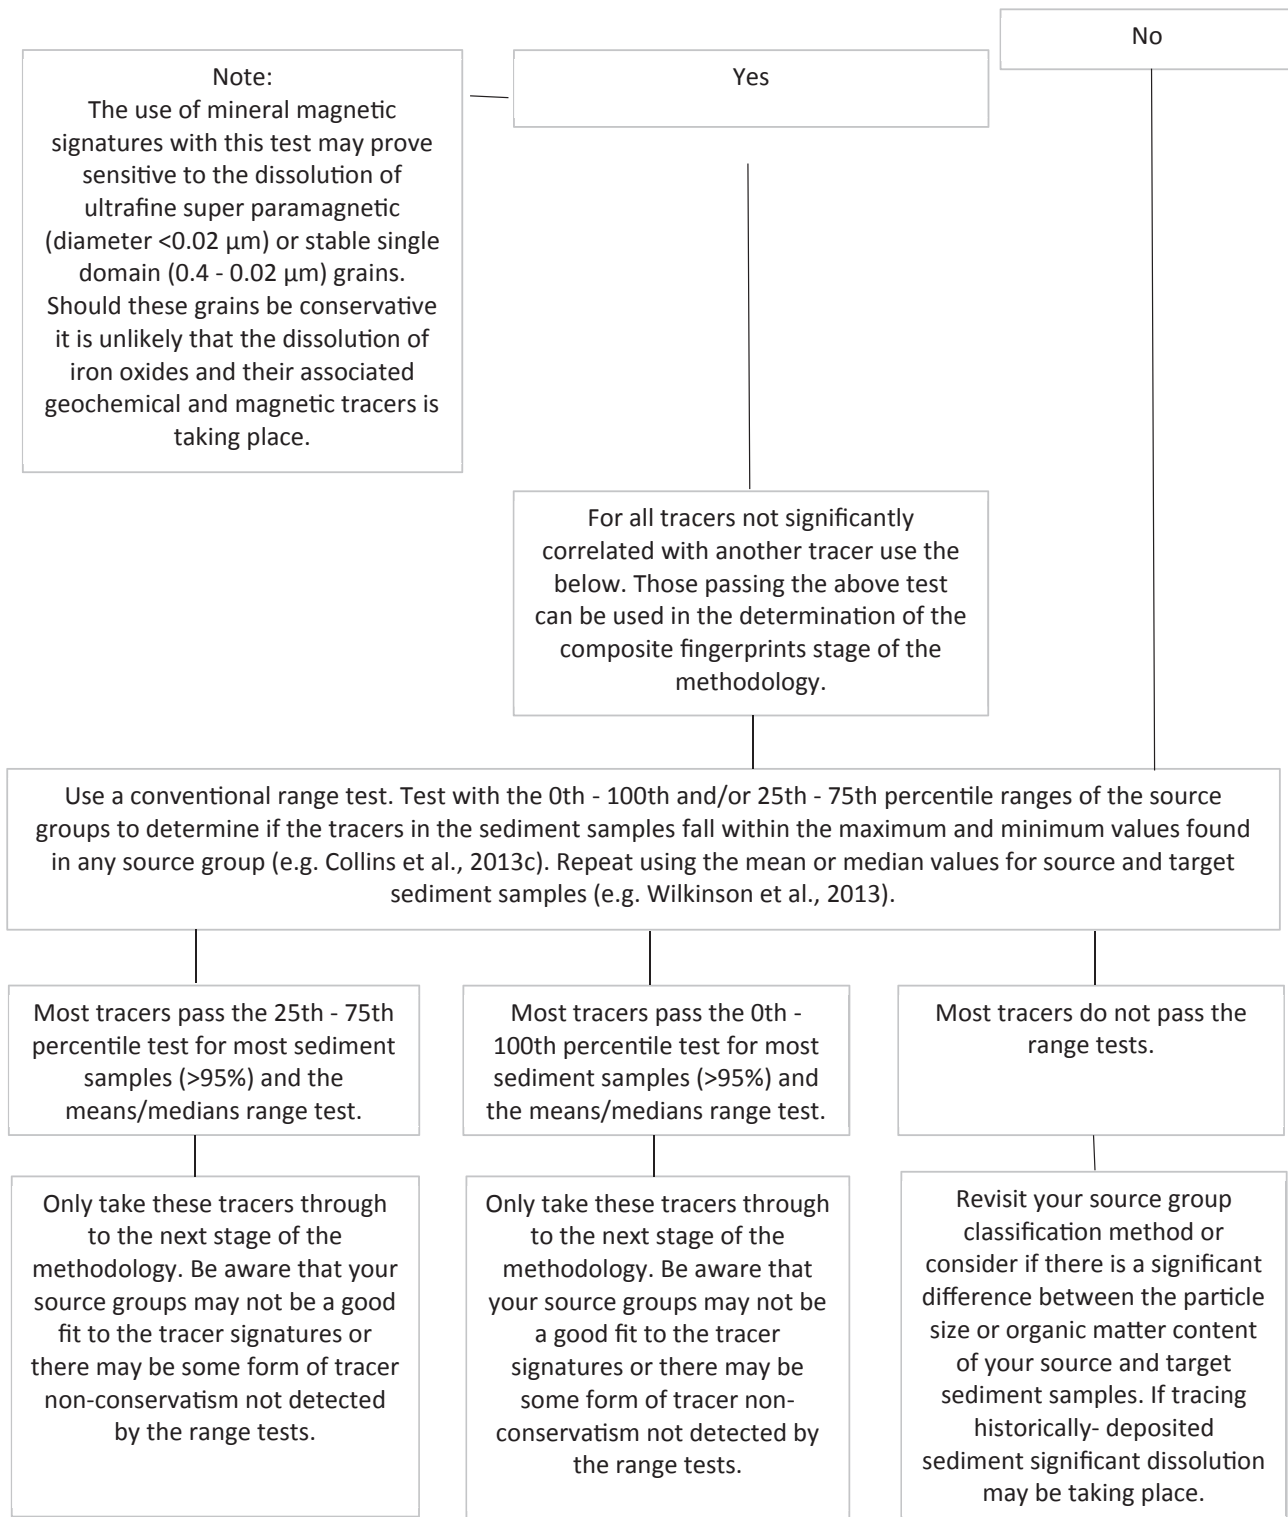 No
Note:
The use of mineral magnetic
signatures with this test may prove
sensitive to the dissolution of
ultrafine super paramagnetic
(diameter <0.02 µm) or stable single
domain (0.4 - 0.02 µm) grains.
Should these grains be conservative
it is unlikely that the dissolution of
iron oxides and their associated
geochemical and magnetic tracers is
taking place.
Yes
For all tracers not significantly
correlated with another tracer use the
below. Those passing the above test
can be used in the determination of the
composite fingerprints stage of the
methodology.
Use a conventional range test. Test with the 0th - 100th and/or 25th - 75th percentile ranges of the source
groups to determine if the tracers in the sediment samples fall within the maximum and minimum values found
in any source group (e.g. Collins et al., 2013c). Repeat using the mean or median values for source and target
sediment samples (e.g. Wilkinson et al., 2013).
Most tracers pass the 25th - 75th
percentile test for most sediment
samples (>95%) and the
means/medians range test.
Most tracers pass the 0th -
100th percentile test for most
sediment samples (>95%) and
the means/medians range test.
Most tracers do not pass the
range tests.
Only take these tracers through
to the next stage of the
methodology. Be aware that your
source groups may not be a good
fit to the tracer signatures or
there may be some form of tracer
non-conservatism not detected
by the range tests.
Only take these tracers through
to the next stage of the
methodology. Be aware that
your source groups may not be
a good fit to the tracer
signatures or there may be
some form of tracer non-
conservatism not detected by
the range tests.
Revisit your source group
classification method or
consider if there is a significant
difference between the particle
size or organic matter content
of your source and target
sediment samples. If tracing
historically- deposited
sediment significant dissolution
may be taking place.